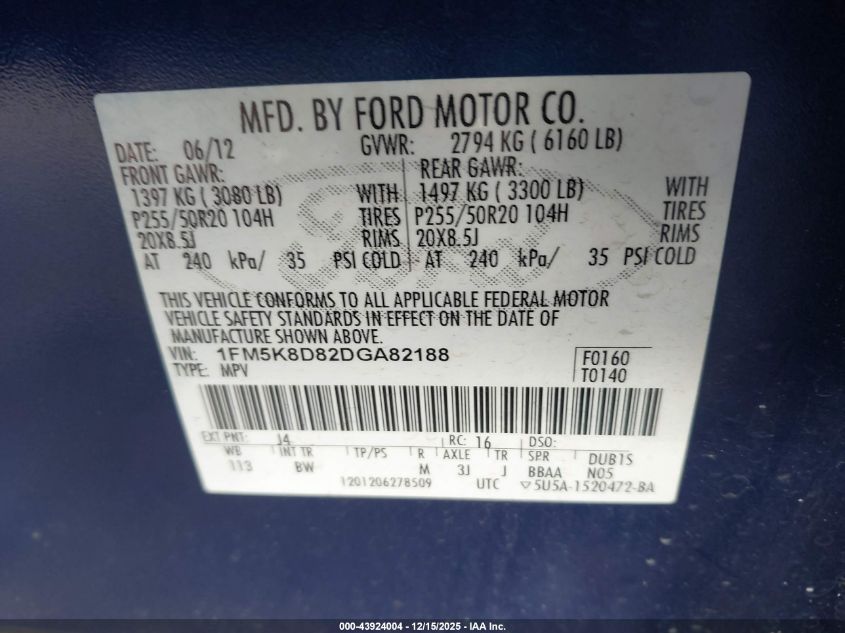 MFD. BY FORD MOTOR CO.
DATE: 06/12 GVWR: 2794 KG ( 6160 LB)
FRONT GAWR: REAR GAWR:
1397 KG ( 3080 LB) WITH 1497 KG ( 3300 LB) WITH
P255/50R20 104H TIRES P255/50R20 104H TIRES
20X8.5J RIMS 20X8.5J RIMS
AT 240 kPa/ 35 PSI COLD AT 240 kPa/ 35 PSI COLD
THIS VEHICLE CONFORMS TO ALL APPLICABLE FEDERAL MOTOR
VEHICLE SAFETY STANDARDS IN EFFECT ON THE DATE OF
MANUFACTURE SHOWN ABOVE.
VIN: 1FM5K8D82DGA82188 F0160
TYPE: MPV T0140
EXT PNT: J4 RC: 16 DSO:
WB INT TR TP/PS R AXLE TR SPR DUB1S
113 BW M 3J J BBAA N05
1201206278509 UTC ▽5U5A-1520472-BA
000-43924004 - 12/15/2025 - IAA Inc.